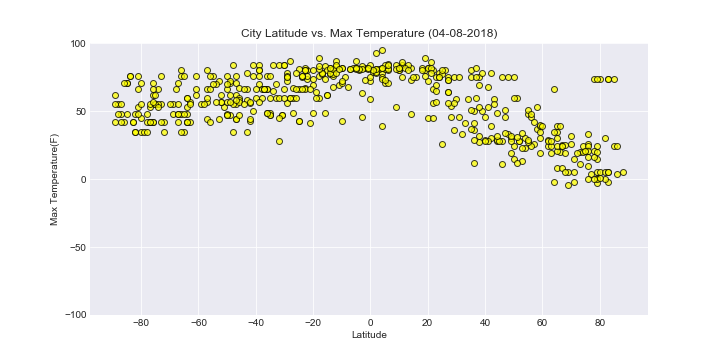 City Latitude vs. Max Temperature (04-08-2018)
100
50
0
−50
−100
Max Temperature(F)
−80 −60 −40 −20 0 20 40 60 80
Latitude